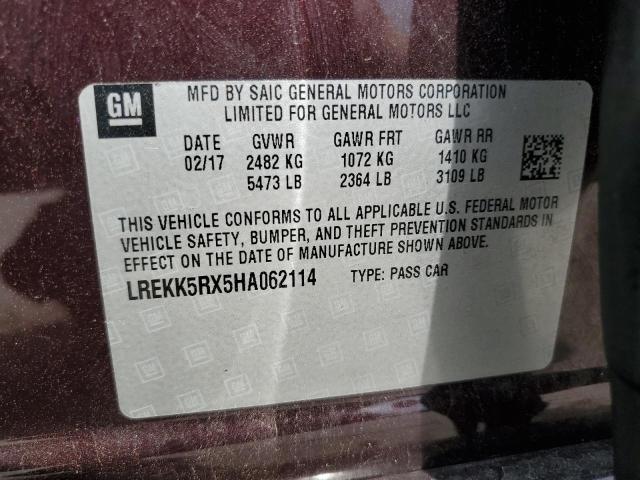 GM
MFD BY SAIC GENERAL MOTORS CORPORATION
LIMITED FOR GENERAL MOTORS LLC
DATE GVWR GAWR FRT GAWR RR
02/17 2482 KG 1072 KG 1410 KG
5473 LB 2364 LB 3109 LB
THIS VEHICLE CONFORMS TO ALL APPLICABLE U.S. FEDERAL MOTOR
VEHICLE SAFETY, BUMPER, AND THEFT PREVENTION STANDARDS IN
EFFECT ON THE DATE OF MANUFACTURE SHOWN ABOVE.
LREKK5RX5HA062114 TYPE: PASS CAR